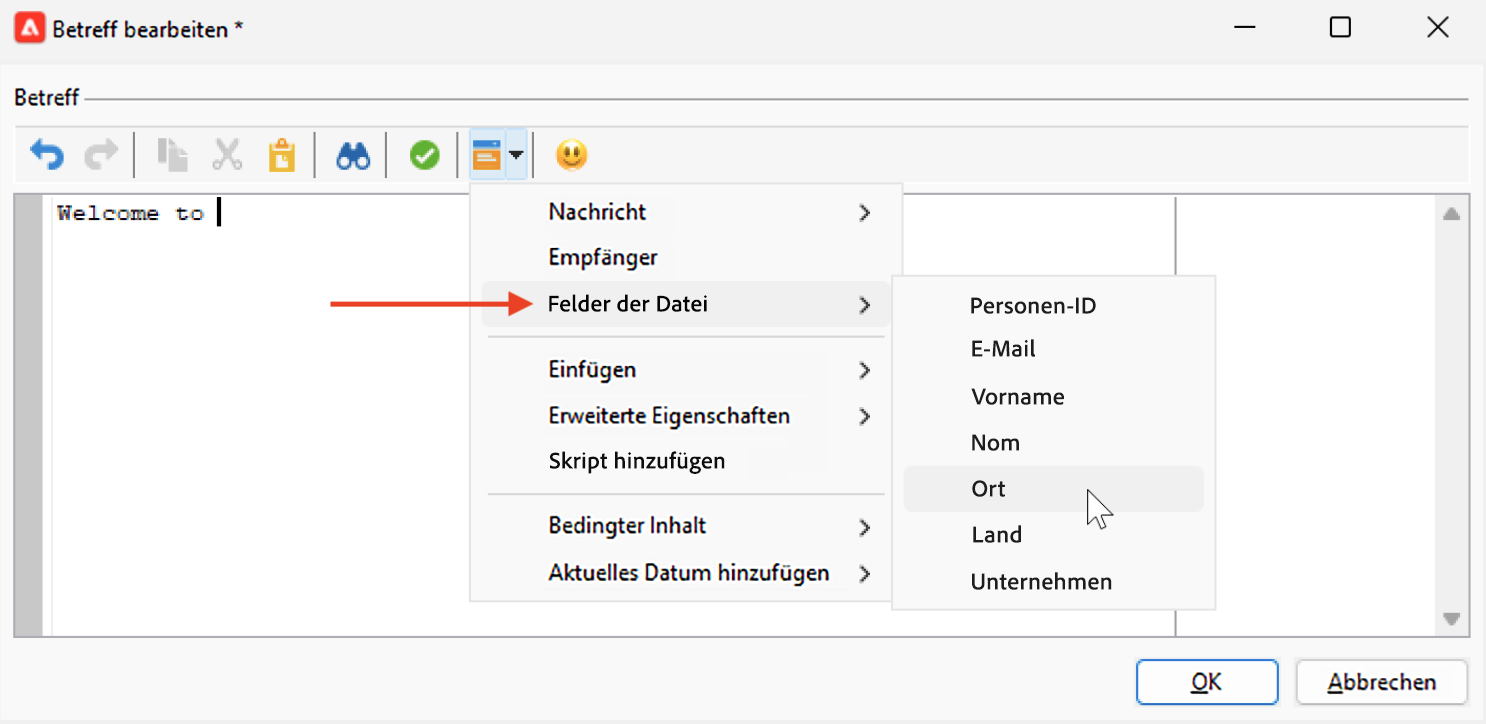 Betreff bearbeiten *
Betreff
Welcome to
Nachricht
Empfänger
Felder der Datei
Einfügen
Erweiterte Eigenschaften
Skript hinzufügen
Bedingter Inhalt
Aktuelles Datum hinzufügen
Personen-ID
E-Mail
Vorname
Nom
Ort
Land
Unternehmen
OK
Abbrechen